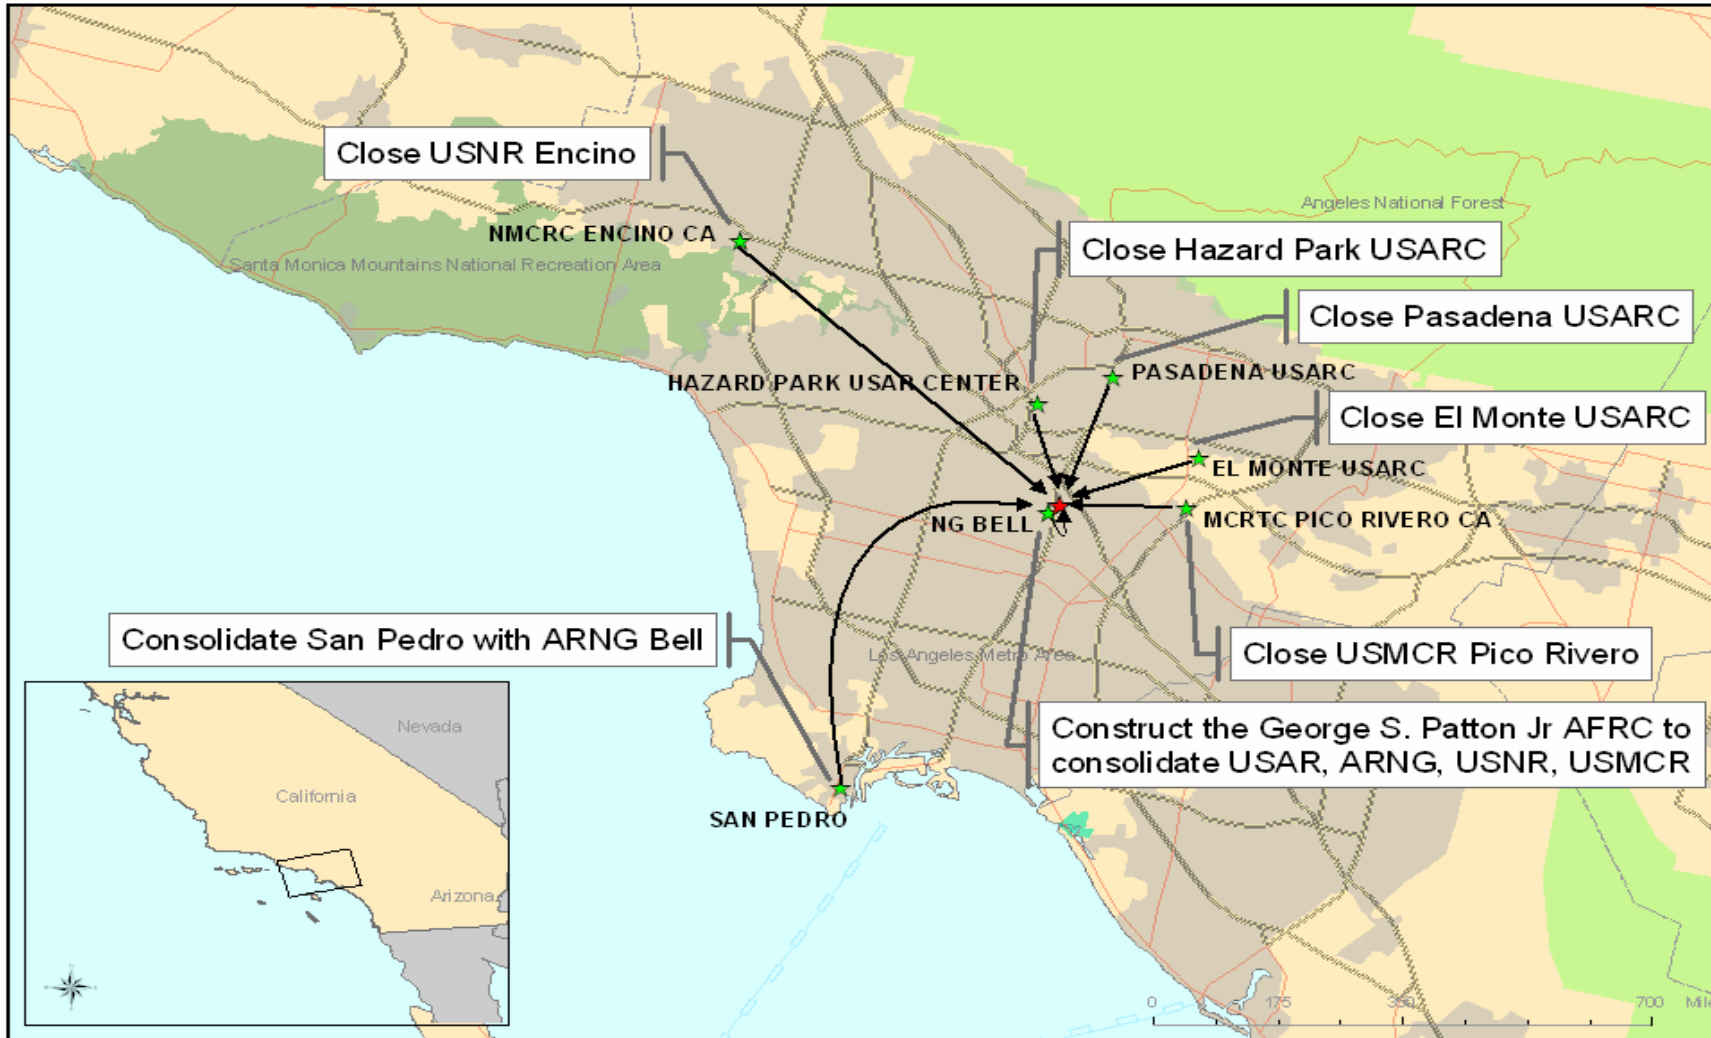 Close USNR Encino
NMCRC ENCINO CA
Santa Monica Mountains National Recreation Area
Angeles National Forest
Close Hazard Park USARC
Close Pasadena USARC
HAZARD PARK USAR CENTER
PASADENA USARC
Close El Monte USARC
EL MONTE USARC
NG BELL
MCRTC PICO RIVERO CA
Consolidate San Pedro with ARNG Bell
Los Angeles Metro Area
Close USMCR Pico Rivero
Construct the George S. Patton Jr AFRC to
consolidate USAR, ARNG, USNR, USMCR
SAN PEDRO
Nevada
California
Arizona
0 175 350 700 Mil